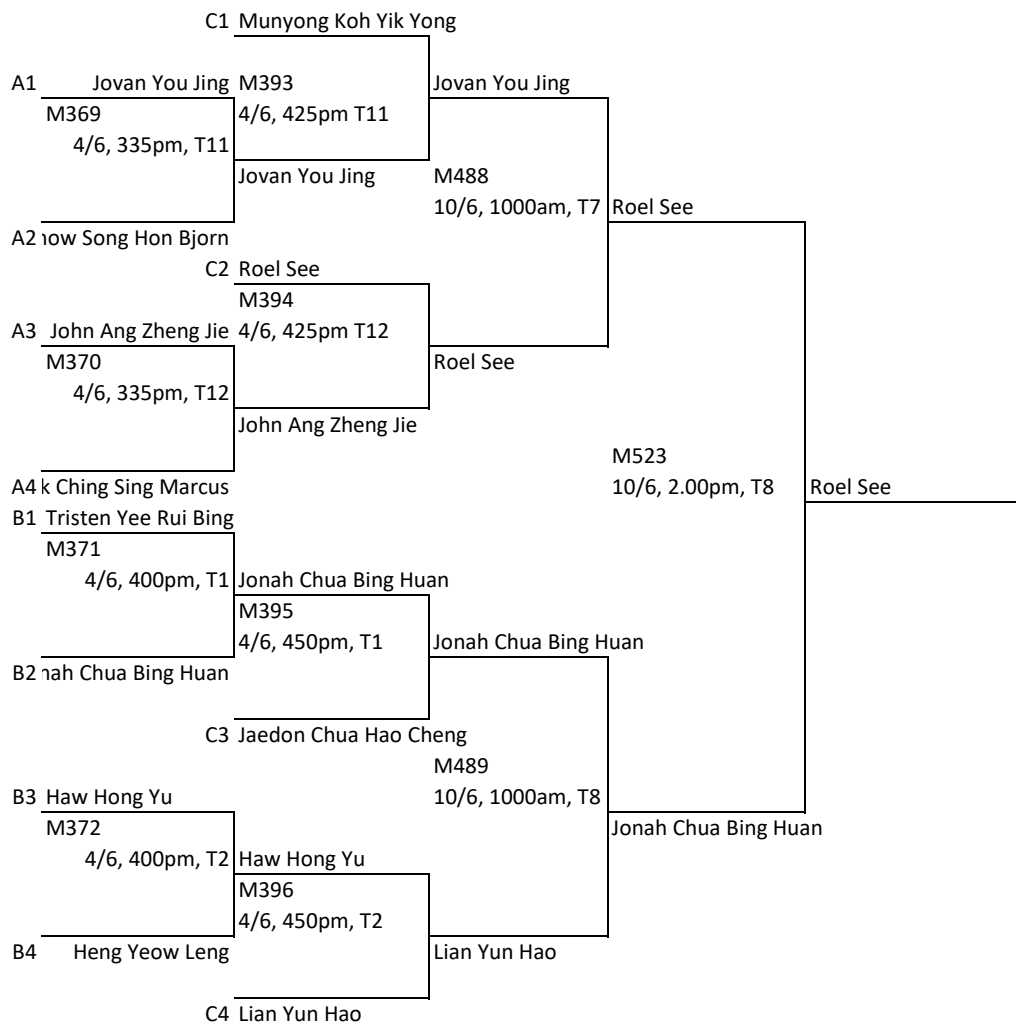 C1 Munyong Koh Yik Yong
A1 Jovan You Jing M393 Jovan You Jing
M369 4/6, 425pm T11
4/6, 335pm, T11
Jovan You Jing M488
10/6, 1000am, T7 Roel See
A2 Song Hon Bjorn
C2 Roel See
M394
A3 John Ang Zheng Jie 4/6, 425pm T12
M370 Roel See
4/6, 335pm, T12
John Ang Zheng Jie
M523
A4 k Ching Sing Marcus 10/6, 2.00pm, T8 Roel See
B1 Tristen Yee Rui Bing
M371
4/6, 400pm, T1 Jonah Chua Bing Huan
M395
4/6, 450pm, T1 Jonah Chua Bing Huan
B2 nah Chua Bing Huan
C3 Jaedon Chua Hao Cheng
M489
B3 Haw Hong Yu 10/6, 1000am, T8
M372 Jonah Chua Bing Huan
4/6, 400pm, T2 Haw Hong Yu
M396
4/6, 450pm, T2
B4 Heng Yeow Leng Lian Yun Hao
C4 Lian Yun Hao